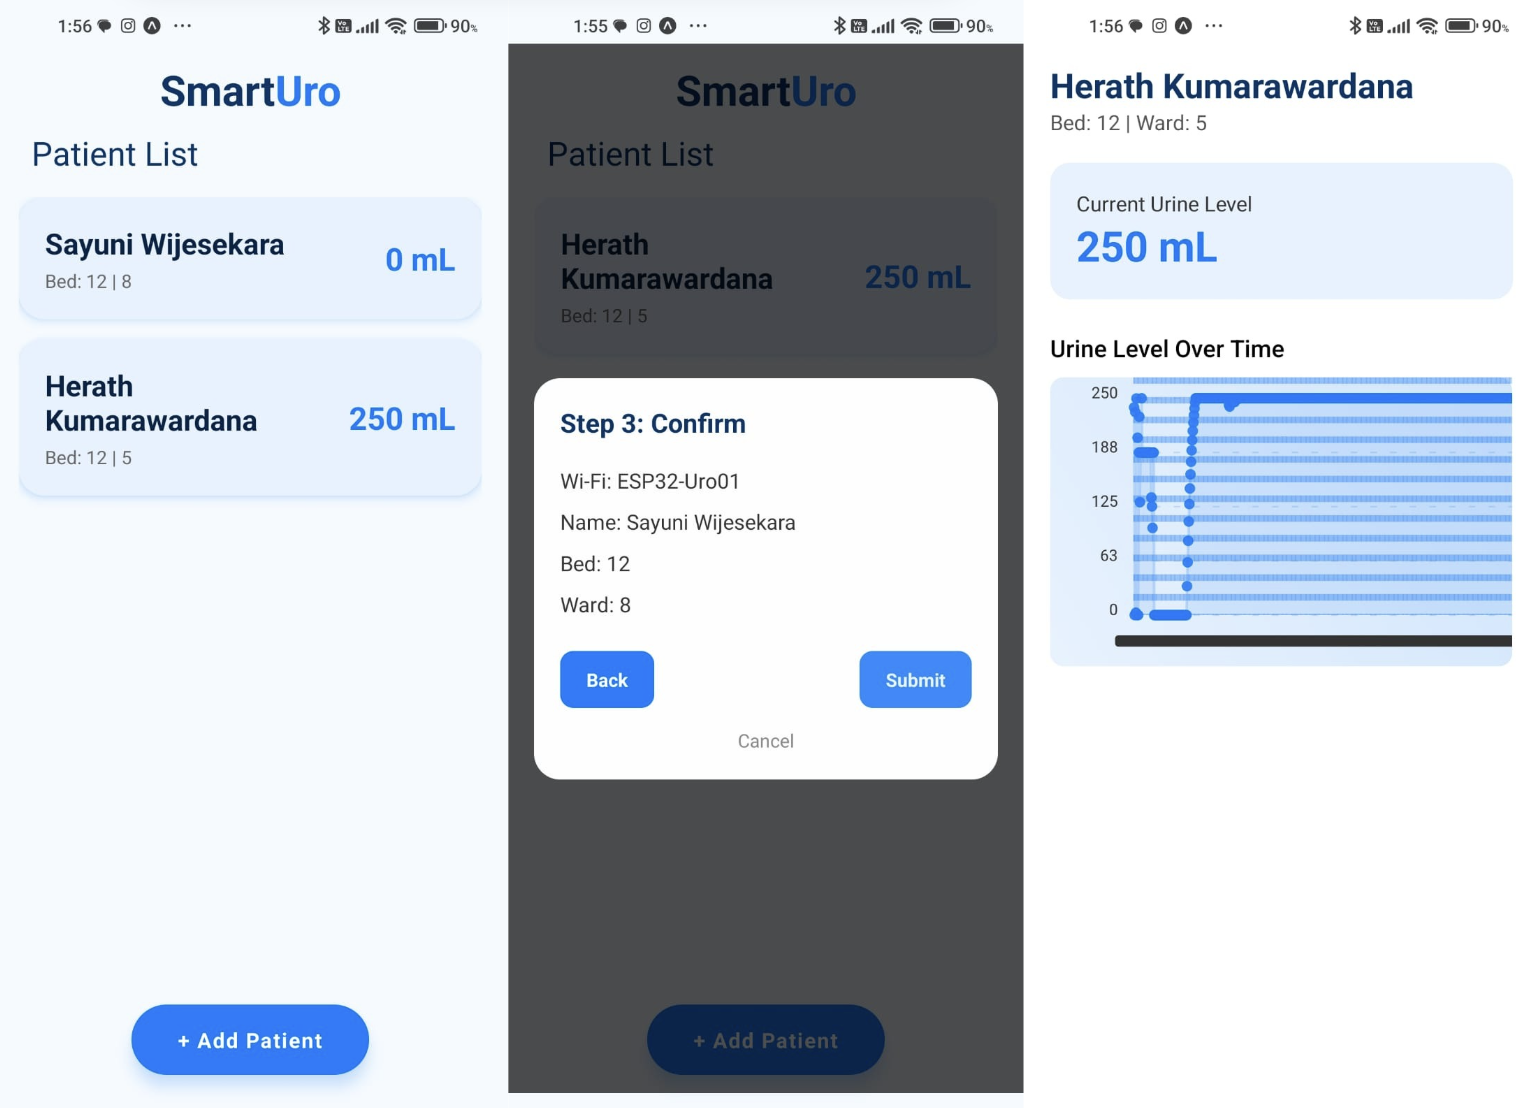 1:56 ... 90%
SmartUro
Patient List
Sayuni Wijesekara
Bed: 12 | 8
0 mL
Herath
Kumarawardana
Bed: 12 | 5
250 mL
+ Add Patient
1:55 ... Vo LTE 90%
SmartUro
Patient List
Herath
Kumarawardana
Bed: 12 | 5
250 mL
Step 3: Confirm
Wi-Fi: ESP32-Uro01
Name: Sayuni Wijesekara
Bed: 12
Ward: 8
Back
Submit
Cancel
+ Add Patient
1:56 ... Vo LTE 90%
Herath Kumarawardana
Bed: 12 | Ward: 5
Current Urine Level
250 mL
Urine Level Over Time
250
188
125
63
0